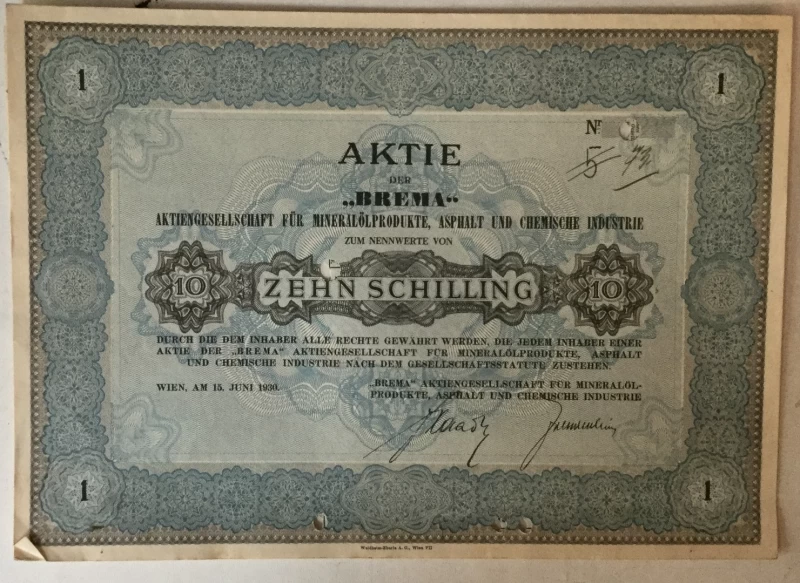 1 1
Nr.
AKTIE
DER
„BREMA“
AKTIENGESELLSCHAFT FÜR MINERALÖLPRODUKTE, ASPHALT UND CHEMISCHE INDUSTRIE
ZUM NENNWERTE VON
10 ZEHN SCHILLING 10
DURCH DIE DEM INHABER ALLE RECHTE GEWÄHRT WERDEN, DIE JEDEM INHABER EINER
AKTIE DER „BREMA“ AKTIENGESELLSCHAFT FÜR MINERALÖLPRODUKTE, ASPHALT
UND CHEMISCHE INDUSTRIE NACH DEM GESELLSCHAFTSSTATUTE ZUSTEHEN.
WIEN, AM 15. JUNI 1930.
„BREMA“ AKTIENGESELLSCHAFT FÜR MINERALÖL-
PRODUKTE, ASPHALT UND CHEMISCHE INDUSTRIE
1 1